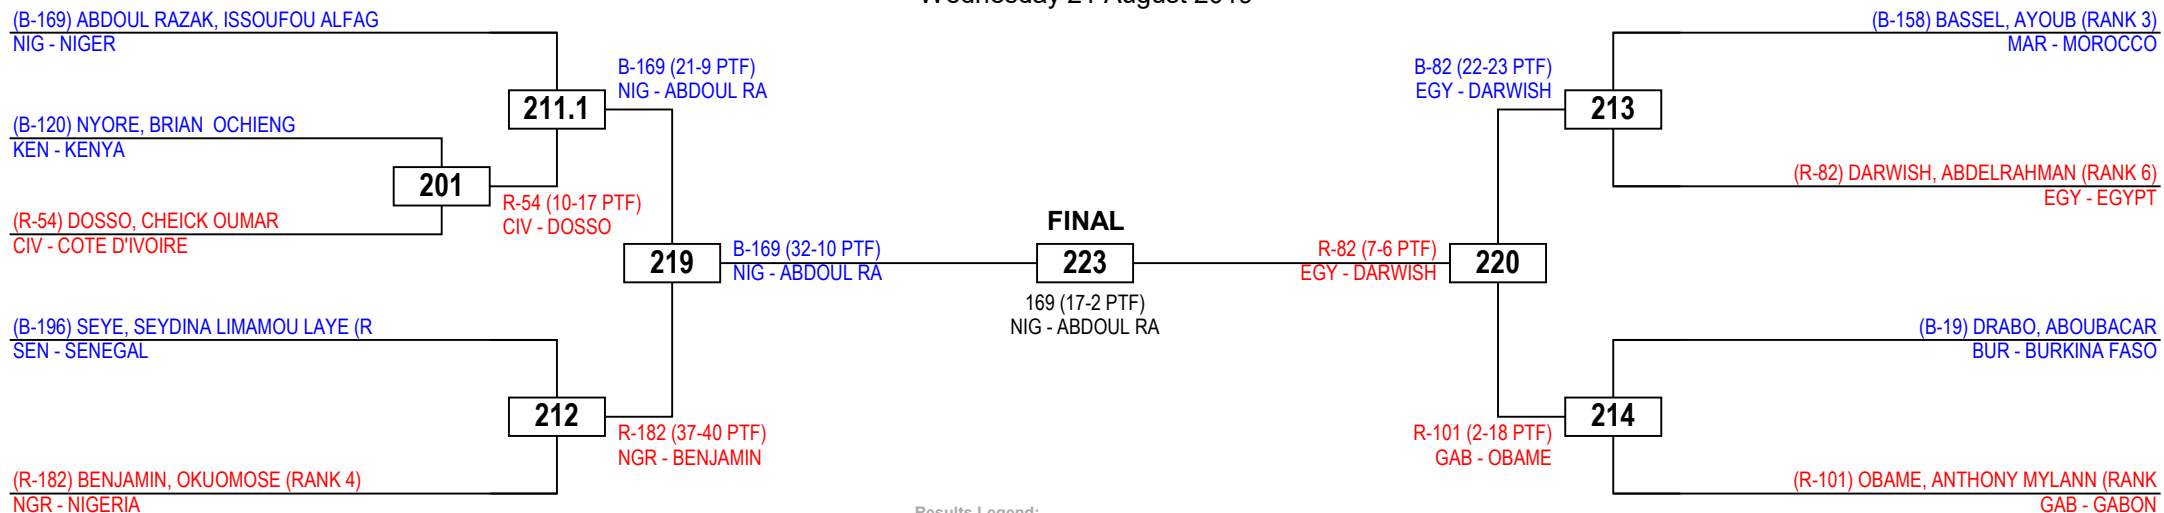 Wednesday 21 August 2019
(B-169) ABDOUL RAZAK, ISSOUFOU ALFAG
NIG - NIGER
(B-120) NYORE, BRIAN  OCHIENG
KEN - KENYA
(R-54) DOSSO, CHEICK OUMAR
CIV - COTE D'IVOIRE
(B-196) SEYE, SEYDINA LIMAMOU LAYE (R
SEN - SENEGAL
(R-182) BENJAMIN, OKUOMOSE (RANK 4)
NGR - NIGERIA
201
211.1
R-54 (10-17 PTF)
CIV - DOSSO
212
B-169 (21-9 PTF)
NIG - ABDOUL RA
219
R-182 (37-40 PTF)
NGR - BENJAMIN
B-169 (32-10 PTF)
NIG - ABDOUL RA
FINAL
223
169 (17-2 PTF)
NIG - ABDOUL RA
R-82 (7-6 PTF)
EGY - DARWISH
220
B-82 (22-23 PTF)
EGY - DARWISH
R-101 (2-18 PTF)
GAB - OBAME
213
214
(B-158) BASSEL, AYOUB (RANK 3)
MAR - MOROCCO
(R-82) DARWISH, ABDELRAHMAN (RANK 6)
EGY - EGYPT
(B-19) DRABO, ABOUBACAR
BUR - BURKINA FASO
(R-101) OBAME, ANTHONY MYLANN (RANK
GAB - GABON
Results Legend: